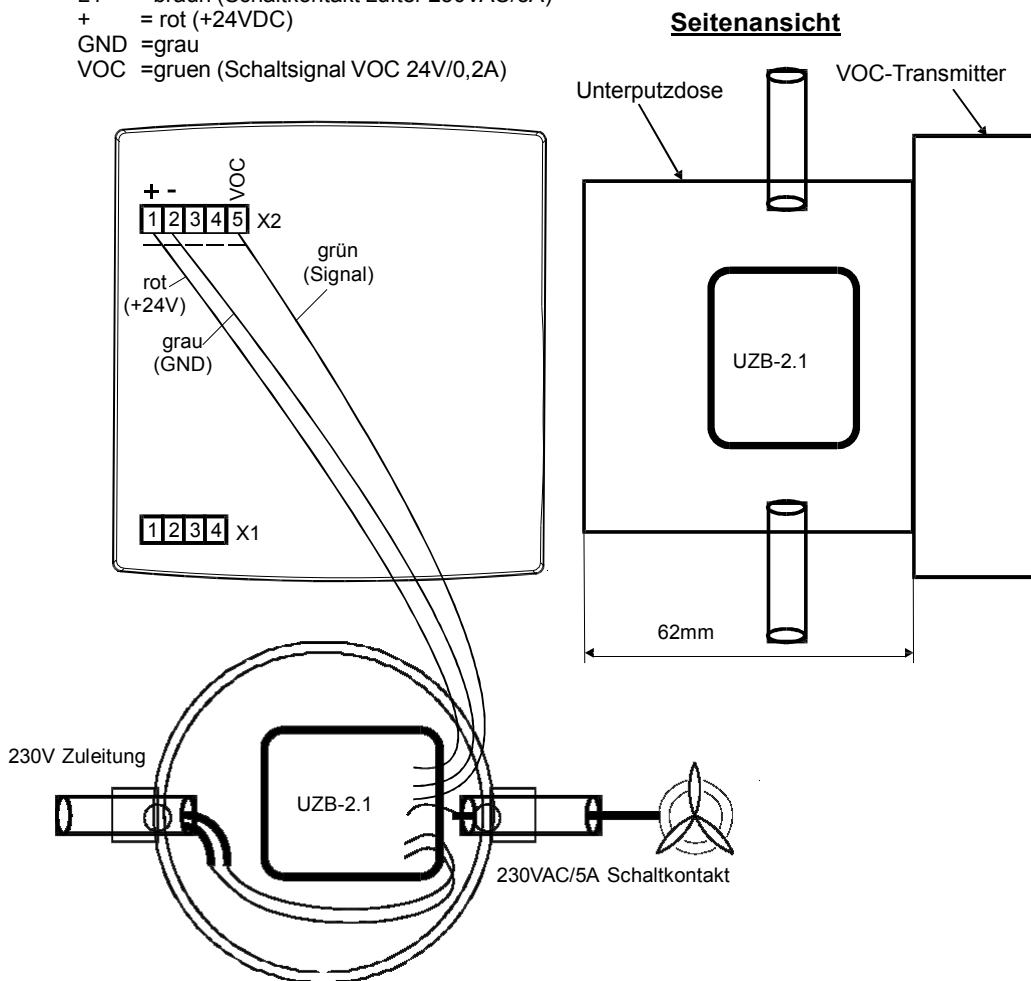 + = rot (+24VDC)
GND =grau
VOC =gruen (Schaltsignal VOC 24V/0,2A)
Seitenansicht
Unterputzdose
VOC-Transmitter
+ -
VOC
1 2 3 4 5 X2
grün
(Signal)
rot
(+24V)
grau
(GND)
UZB-2.1
1 2 3 4 X1
62mm
230V Zuleitung
UZB-2.1
230VAC/5A Schaltkontakt